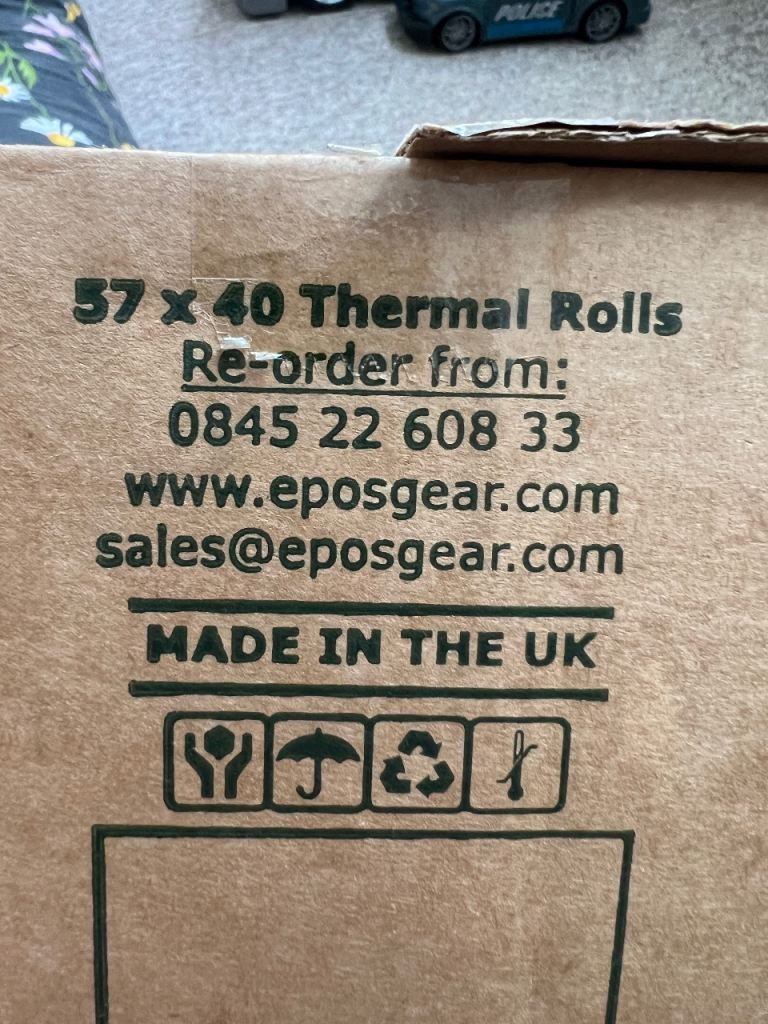 POLICE
57 x 40 Thermal Rolls
Re-order from:
0845 22 608 33
www.eposgear.com
sales@eposgear.com
MADE IN THE UK